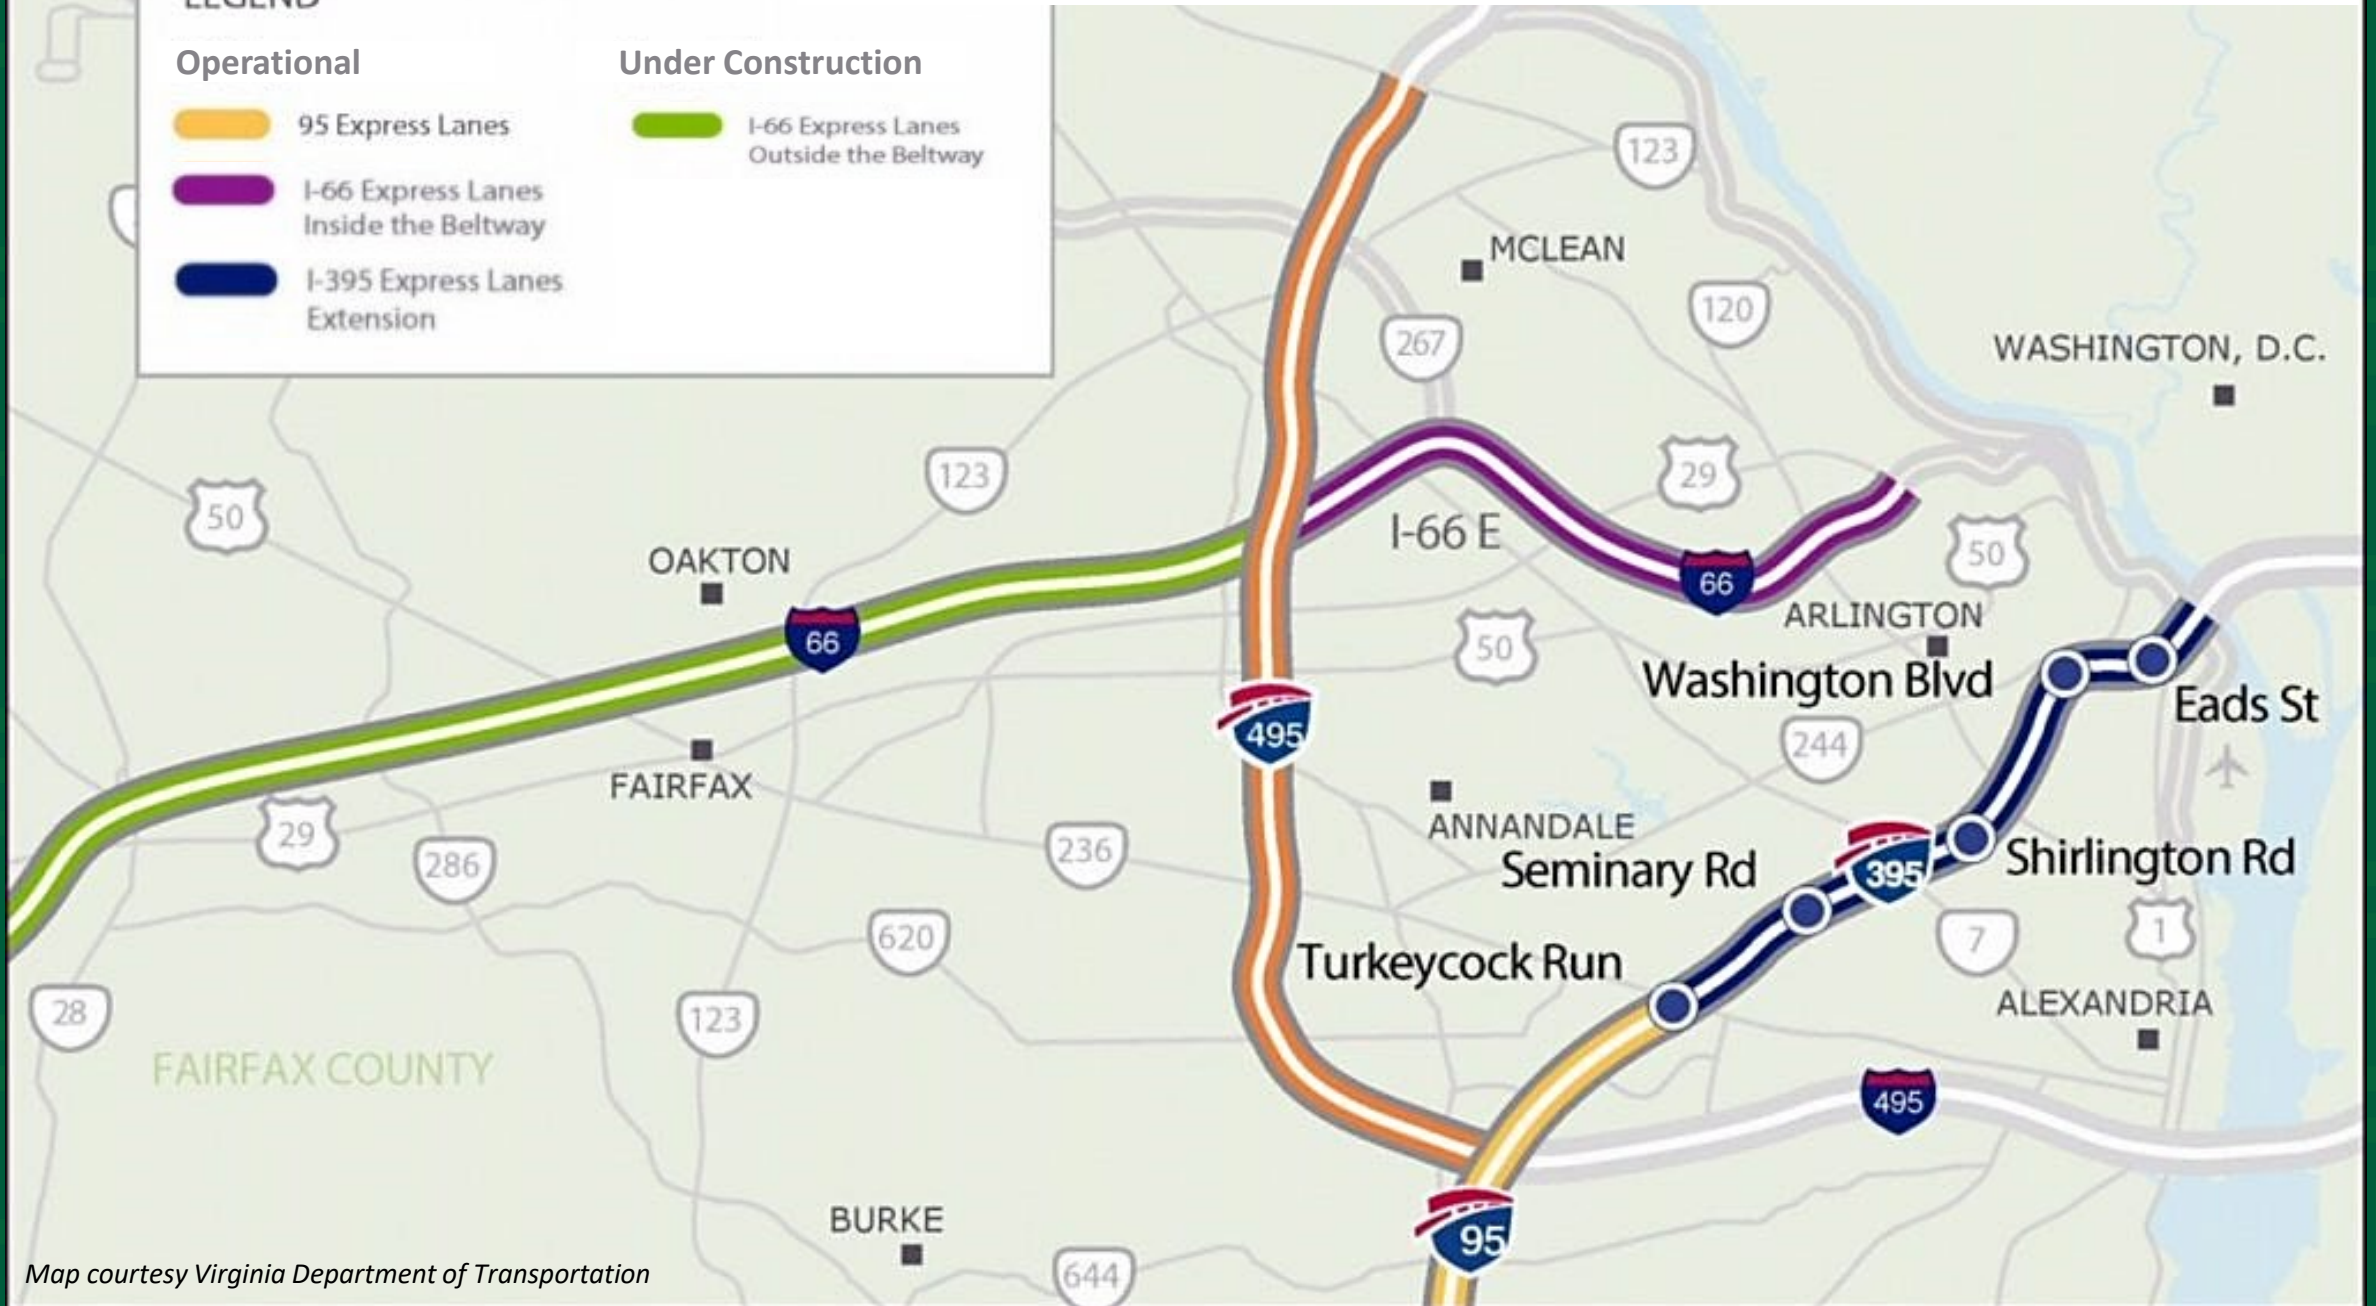 LEGEND
Operational
Under Construction
95 Express Lanes
I-66 Express Lanes
Outside the Beltway
I-66 Express Lanes
Inside the Beltway
I-395 Express Lanes
Extension
123
MCLEAN
120
267
WASHINGTON, D.C.
123
29
50
I-66 E
50
OAKTON
66
66
ARLINGTON
50
Washington Blvd
Eads St
495
244
FAIRFAX
ANNANDALE
29
286
236
Seminary Rd
395
Shirlington Rd
620
7
1
Turkeycock Run
28
123
ALEXANDRIA
FAIRFAX COUNTY
495
BURKE
95
644
Map courtesy Virginia Department of Transportation